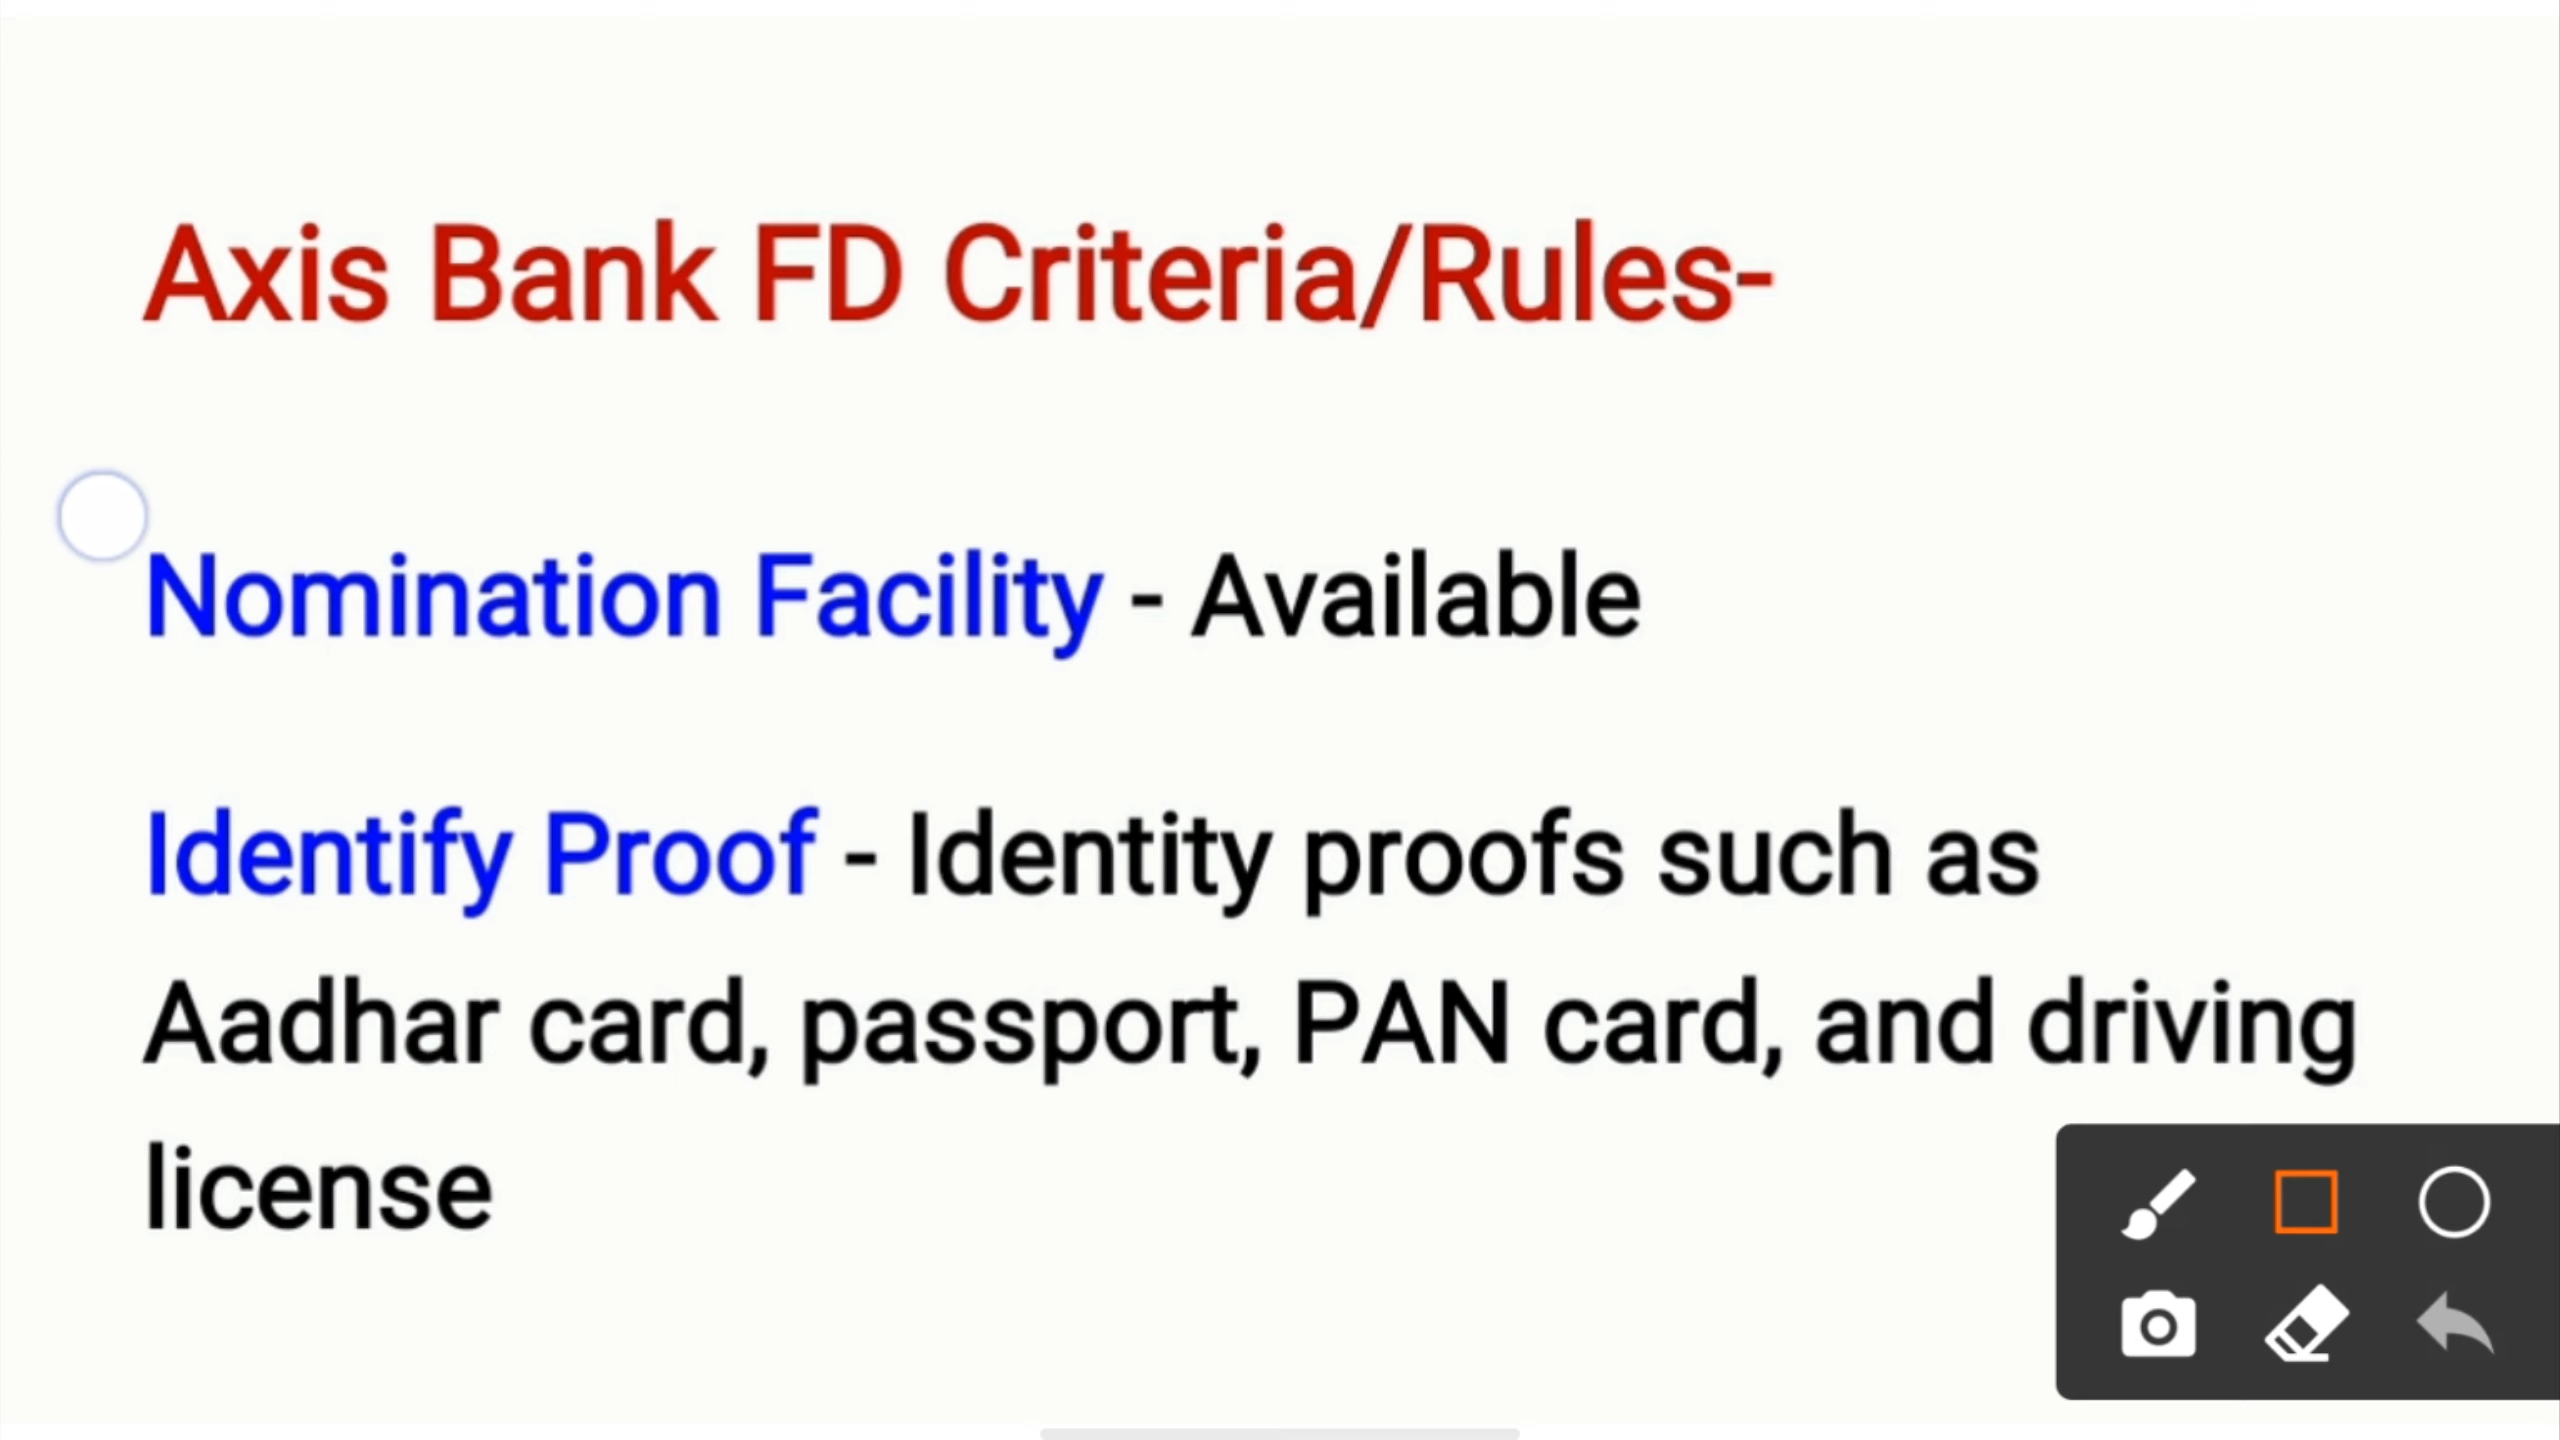 Axis Bank FD Criteria/Rules-
Nomination Facility - Available
Identify Proof - Identity proofs such as
Aadhar card, passport, PAN card, and driving
license